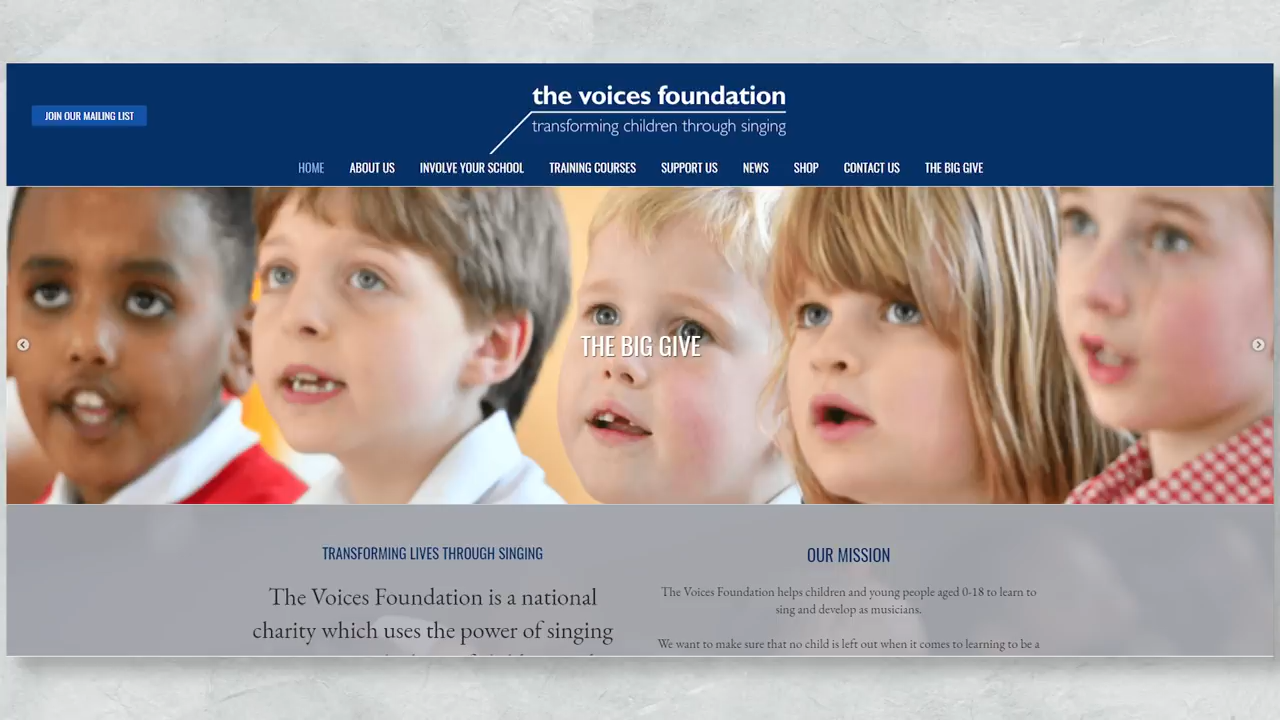 JOIN OUR MAILING LIST
the voices foundation
transforming children through singing
HOME ABOUT US INVOLVE YOUR SCHOOL TRAINING COURSES SUPPORT US NEWS SHOP CONTACT US THE BIG GIVE
THE BIG GIVE
TRANSFORMING LIVES THROUGH SINGING
The Voices Foundation is a national
charity which uses the power of singing
OUR MISSION
The Voices Foundation helps children and young people aged 0-18 to learn to
sing and develop as musicians.
We want to make sure that no child is left out when it comes to learning to be a